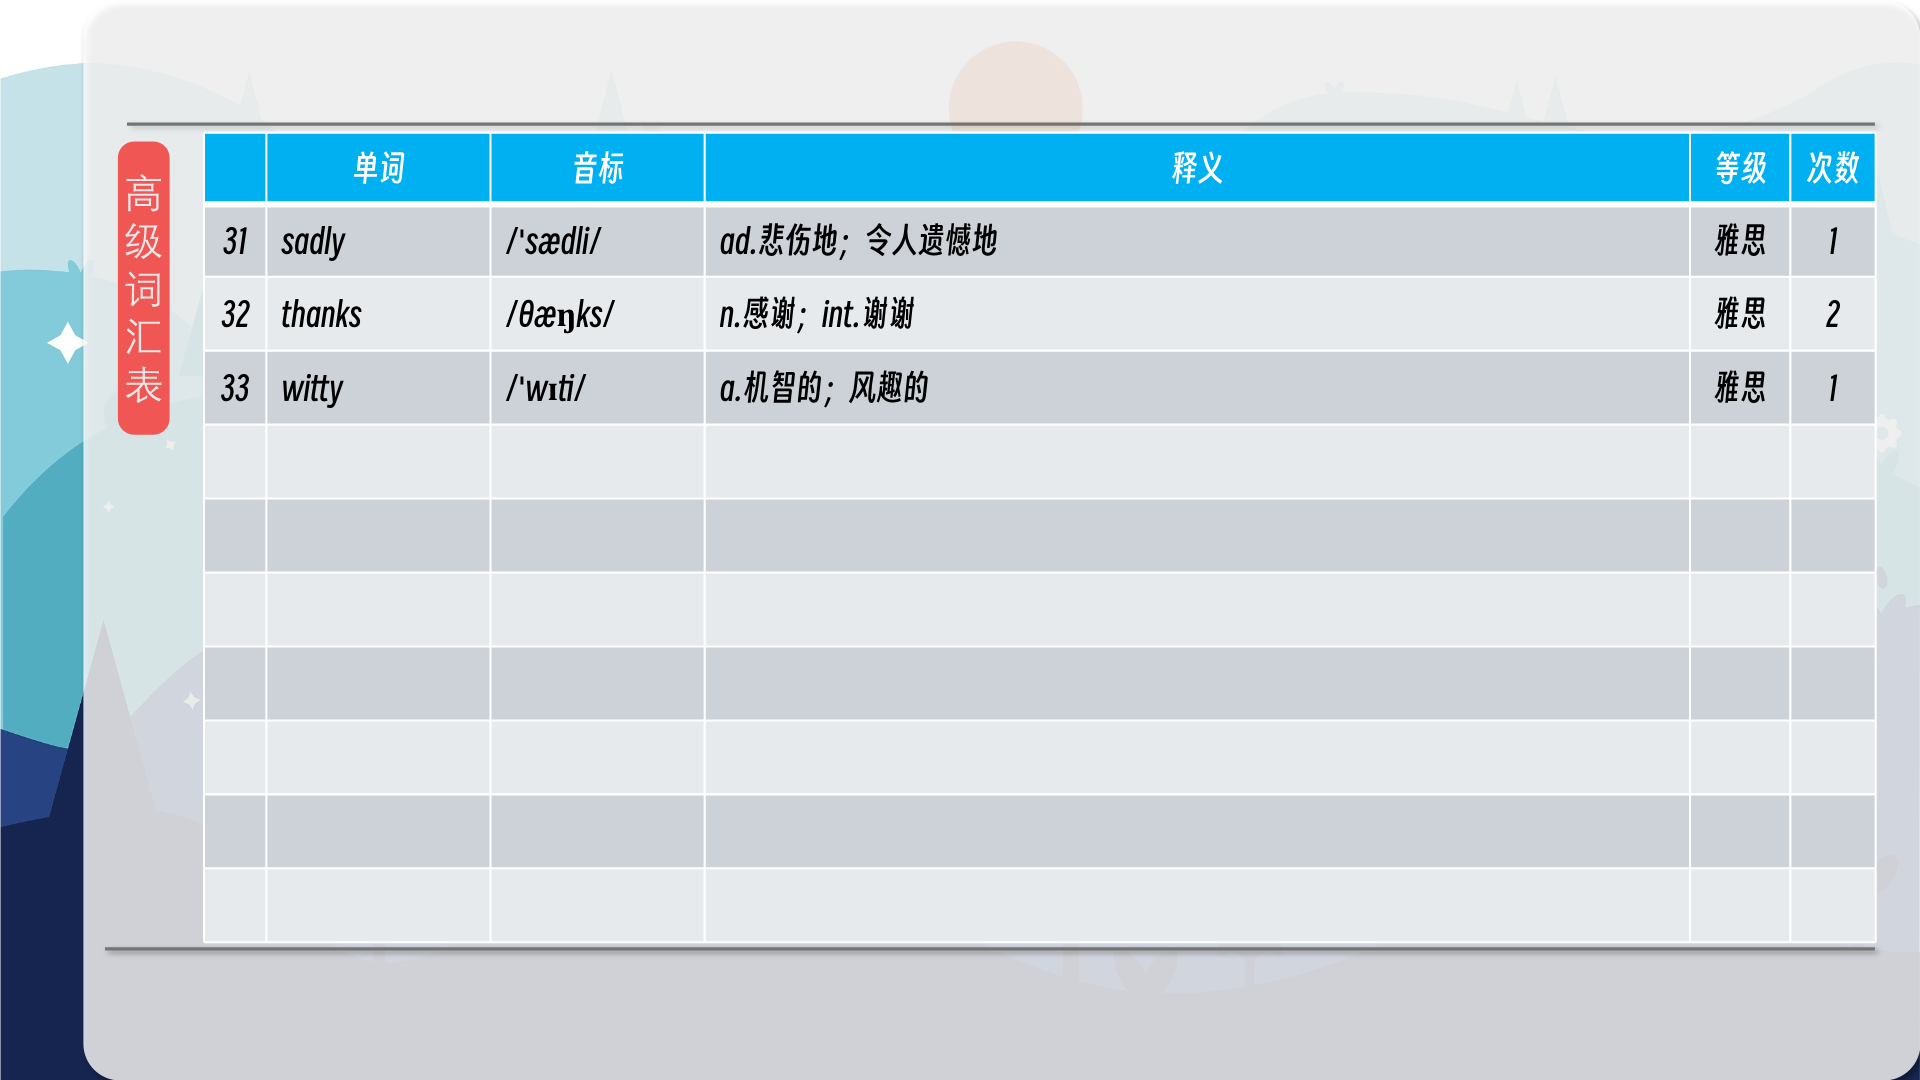 高级词汇表
单词 音标 释义 等级 次数
31 sadly /'sædli/ ad.悲伤地；令人遗憾地 雅思 1
32 thanks /θæŋks/ n.感谢；int.谢谢 雅思 2
33 witty /'wɪti/ a.机智的；风趣的 雅思 1